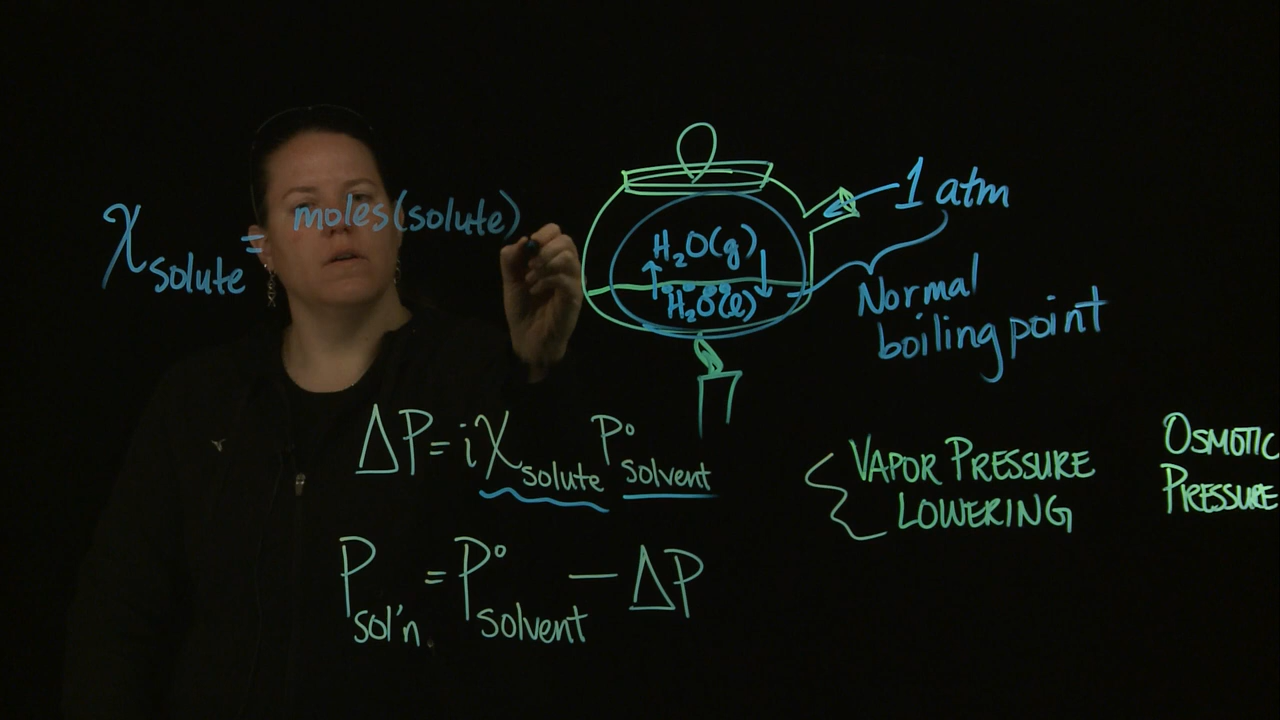 χsolute = moles(solute)
H₂O(g)
H₂O(l)
1 atm
Normal
boiling point
ΔP = iχsolute P°solvent
Psol'n. = P°solvent — ΔP
VAPOR PRESSURE
LOWERING
OSMOTIC
PRESSURE